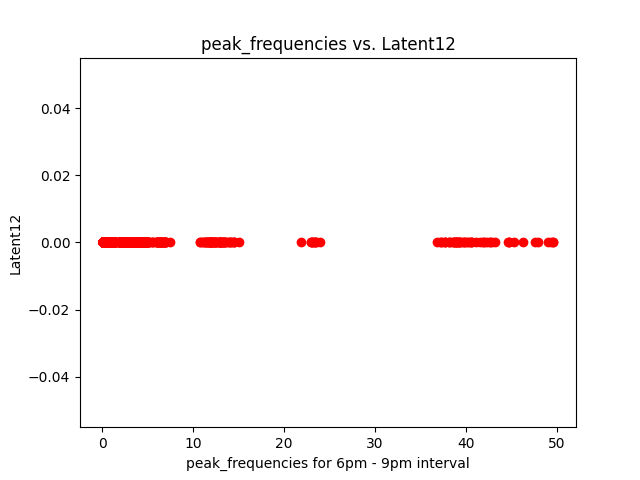 peak_frequencies vs. Latent12
0.04
0.02
0.00
−0.02
−0.04
Latent12
0 10 20 30 40 50
peak_frequencies for 6pm - 9pm interval